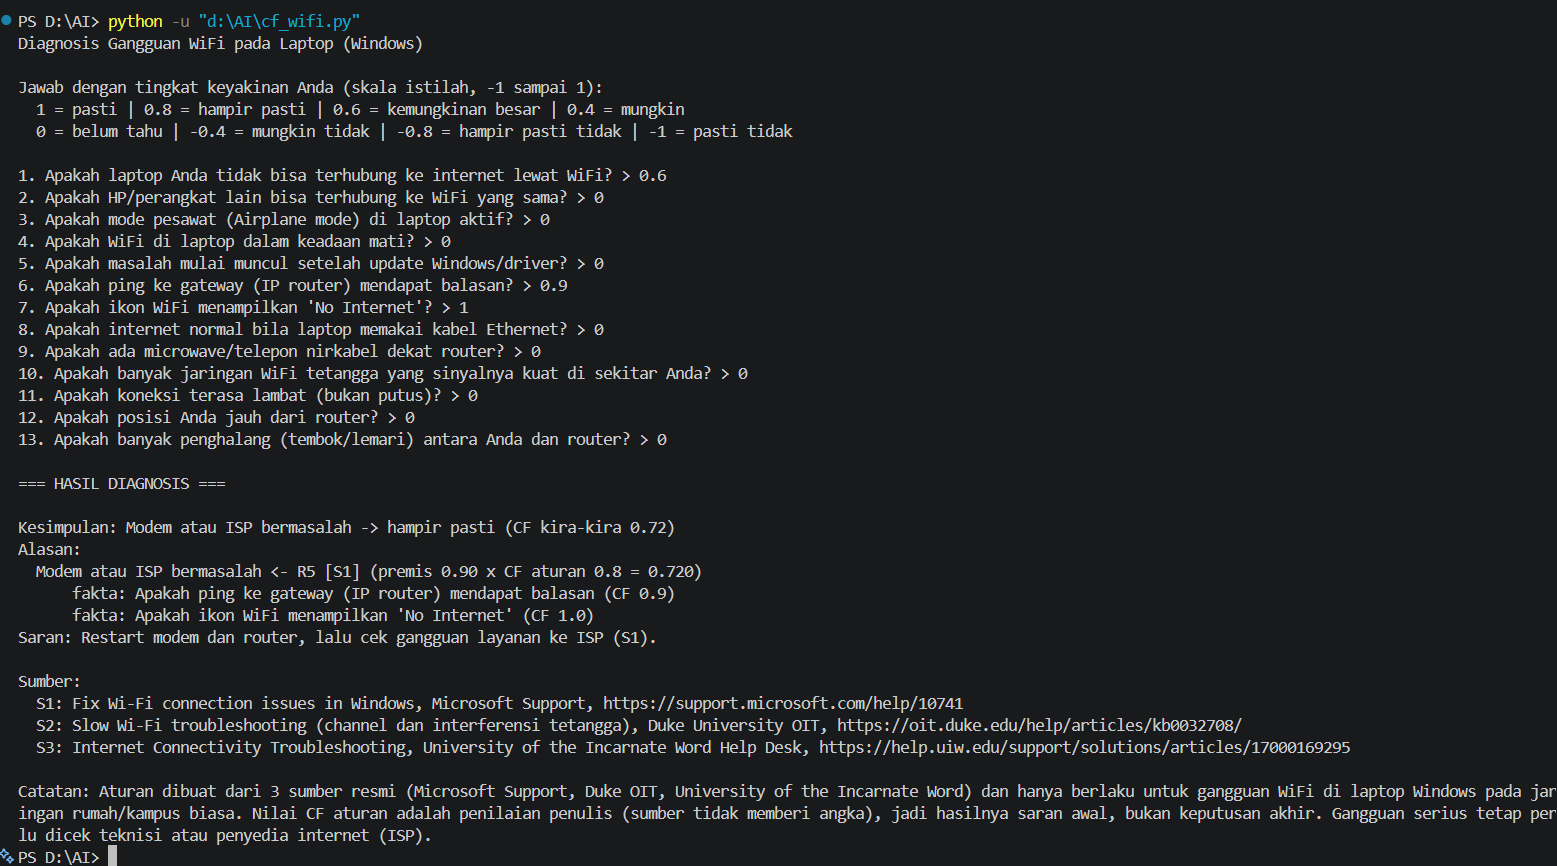 PS D:\AI> python -u "d:\AI\cf_wifi.py"
Diagnosis Gangguan WiFi pada Laptop (Windows)
Jawab dengan tingkat keyakinan Anda (skala istilah, -1 sampai 1):
1 = pasti | 0.8 = hampir pasti | 0.6 = kemungkinan besar | 0.4 = mungkin
0 = belum tahu | -0.4 = mungkin tidak | -0.8 = hampir pasti tidak | -1 = pasti tidak
1. Apakah laptop Anda tidak bisa terhubung ke internet lewat WiFi? > 0.6
2. Apakah HP/perangkat lain bisa terhubung ke WiFi yang sama? > 0
3. Apakah mode pesawat (Airplane mode) di laptop aktif? > 0
4. Apakah WiFi di laptop dalam keadaan mati? > 0
5. Apakah masalah mulai muncul setelah update Windows/driver? > 0
6. Apakah ping ke gateway (IP router) mendapat balasan? > 0.9
7. Apakah ikon WiFi menampilkan 'No Internet'? > 1
8. Apakah internet normal bila laptop memakai kabel Ethernet? > 0
9. Apakah ada microwave/telepon nirkabel dekat router? > 0
10. Apakah banyak jaringan WiFi tetangga yang sinyalnya kuat di sekitar Anda? > 0
11. Apakah koneksi terasa lambat (bukan putus)? > 0
12. Apakah posisi Anda jauh dari router? > 0
13. Apakah banyak penghalang (tembok/lemari) antara Anda dan router? > 0
=== HASIL DIAGNOSIS ===
Kesimpulan: Modem atau ISP bermasalah -> hampir pasti (CF kira-kira 0.72)
Alasan:
Modem atau ISP bermasalah <- R5 [S1] (premis 0.90 x CF aturan 0.8 = 0.720)
fakta: Apakah ping ke gateway (IP router) mendapat balasan (CF 0.9)
fakta: Apakah ikon WiFi menampilkan 'No Internet' (CF 1.0)
Saran: Restart modem dan router, lalu cek gangguan layanan ke ISP (S1).
Sumber:
S1: Fix Wi-Fi connection issues in Windows, Microsoft Support, https://support.microsoft.com/help/10741
S2: Slow Wi-Fi troubleshooting (channel dan interferensi tetangga), Duke University OIT, https://oit.duke.edu/help/articles/kb0032708/
S3: Internet Connectivity Troubleshooting, University of the Incarnate Word Help Desk, https://help.uiw.edu/support/solutions/articles/17000169295
Catatan: Aturan dibuat dari 3 sumber resmi (Microsoft Support, Duke OIT, University of the Incarnate Word) dan hanya berlaku untuk gangguan WiFi di laptop Windows pada jar
ingan rumah/kampus biasa. Nilai CF aturan adalah penilaian penulis (sumber tidak memberi angka), jadi hasilnya saran awal, bukan keputusan akhir. Gangguan serius tetap per
lu dicek teknisi atau penyedia internet (ISP).
PS D:\AI>